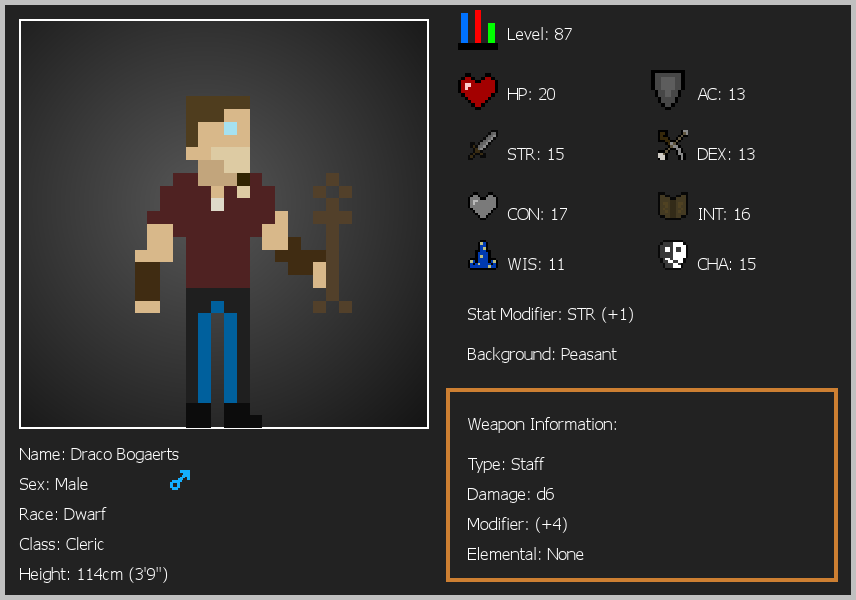 Level: 87
HP: 20
AC: 13
STR: 15
DEX: 13
CON: 17
INT: 16
WIS: 11
CHA: 15
Stat Modifier: STR (+1)
Background: Peasant
Weapon Information:
Type: Staff
Damage: d6
Modifier: (+4)
Elemental: None
Name: Draco Bogaerts
Sex: Male
Race: Dwarf
Class: Cleric
Height: 114cm (3'9")